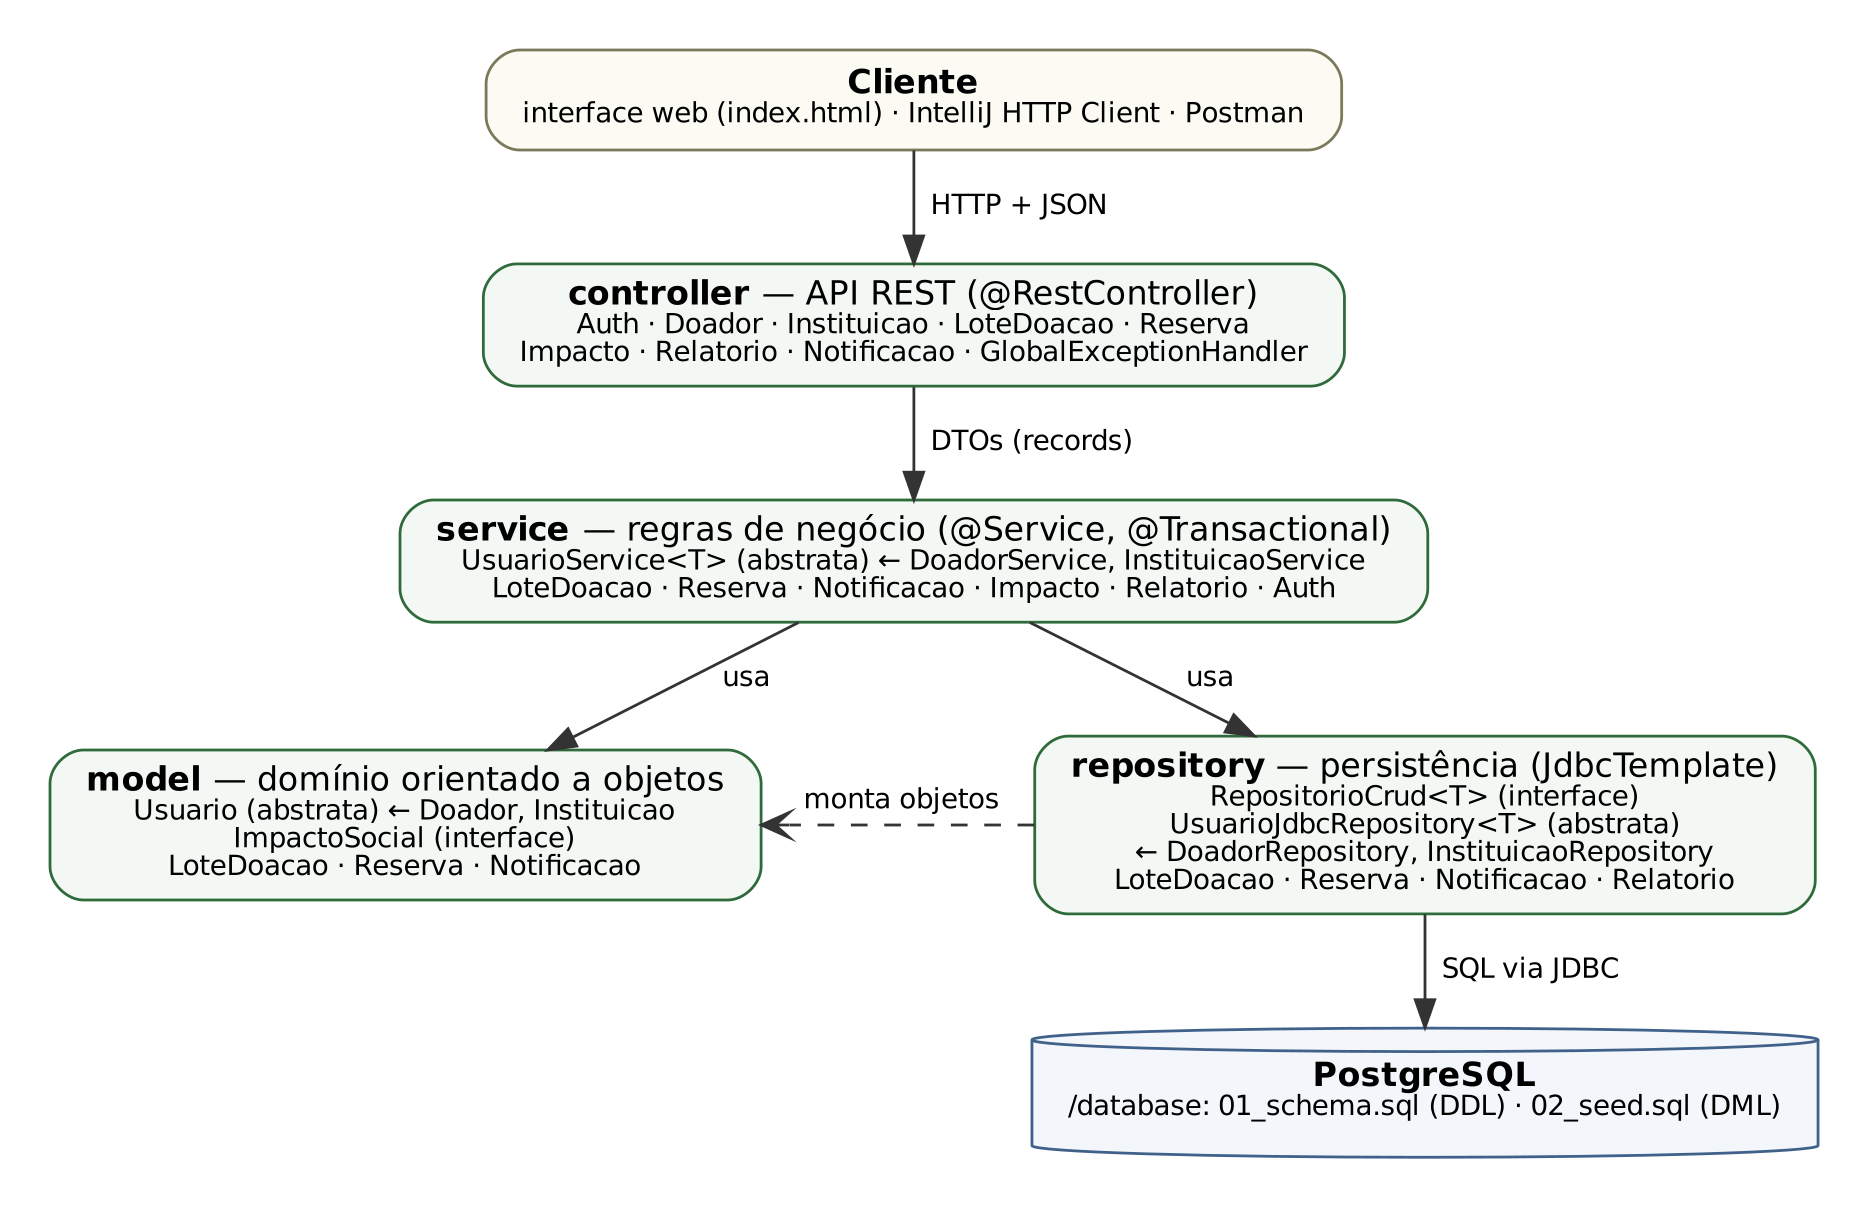 Cliente
interface web (index.html) · IntelliJ HTTP Client · Postman
HTTP + JSON
controller — API REST (@RestController)
Auth · Doador · Instituicao · LoteDoacao · Reserva
Impacto · Relatorio · Notificacao · GlobalExceptionHandler
DTOs (records)
service — regras de negócio (@Service, @Transactional)
UsuarioService<T> (abstrata) ← DoadorService, InstituicaoService
LoteDoacao · Reserva · Notificacao · Impacto · Relatorio · Auth
usa
usa
model — domínio orientado a objetos
Usuario (abstrata) ← Doador, Instituicao
ImpactoSocial (interface)
LoteDoacao · Reserva · Notificacao
monta objetos
repository — persistência (JdbcTemplate)
RepositorioCrud<T> (interface)
UsuarioJdbcRepository<T> (abstrata)
← DoadorRepository, InstituicaoRepository
LoteDoacao · Reserva · Notificacao · Relatorio
SQL via JDBC
PostgreSQL
/database: 01_schema.sql (DDL) · 02_seed.sql (DML)